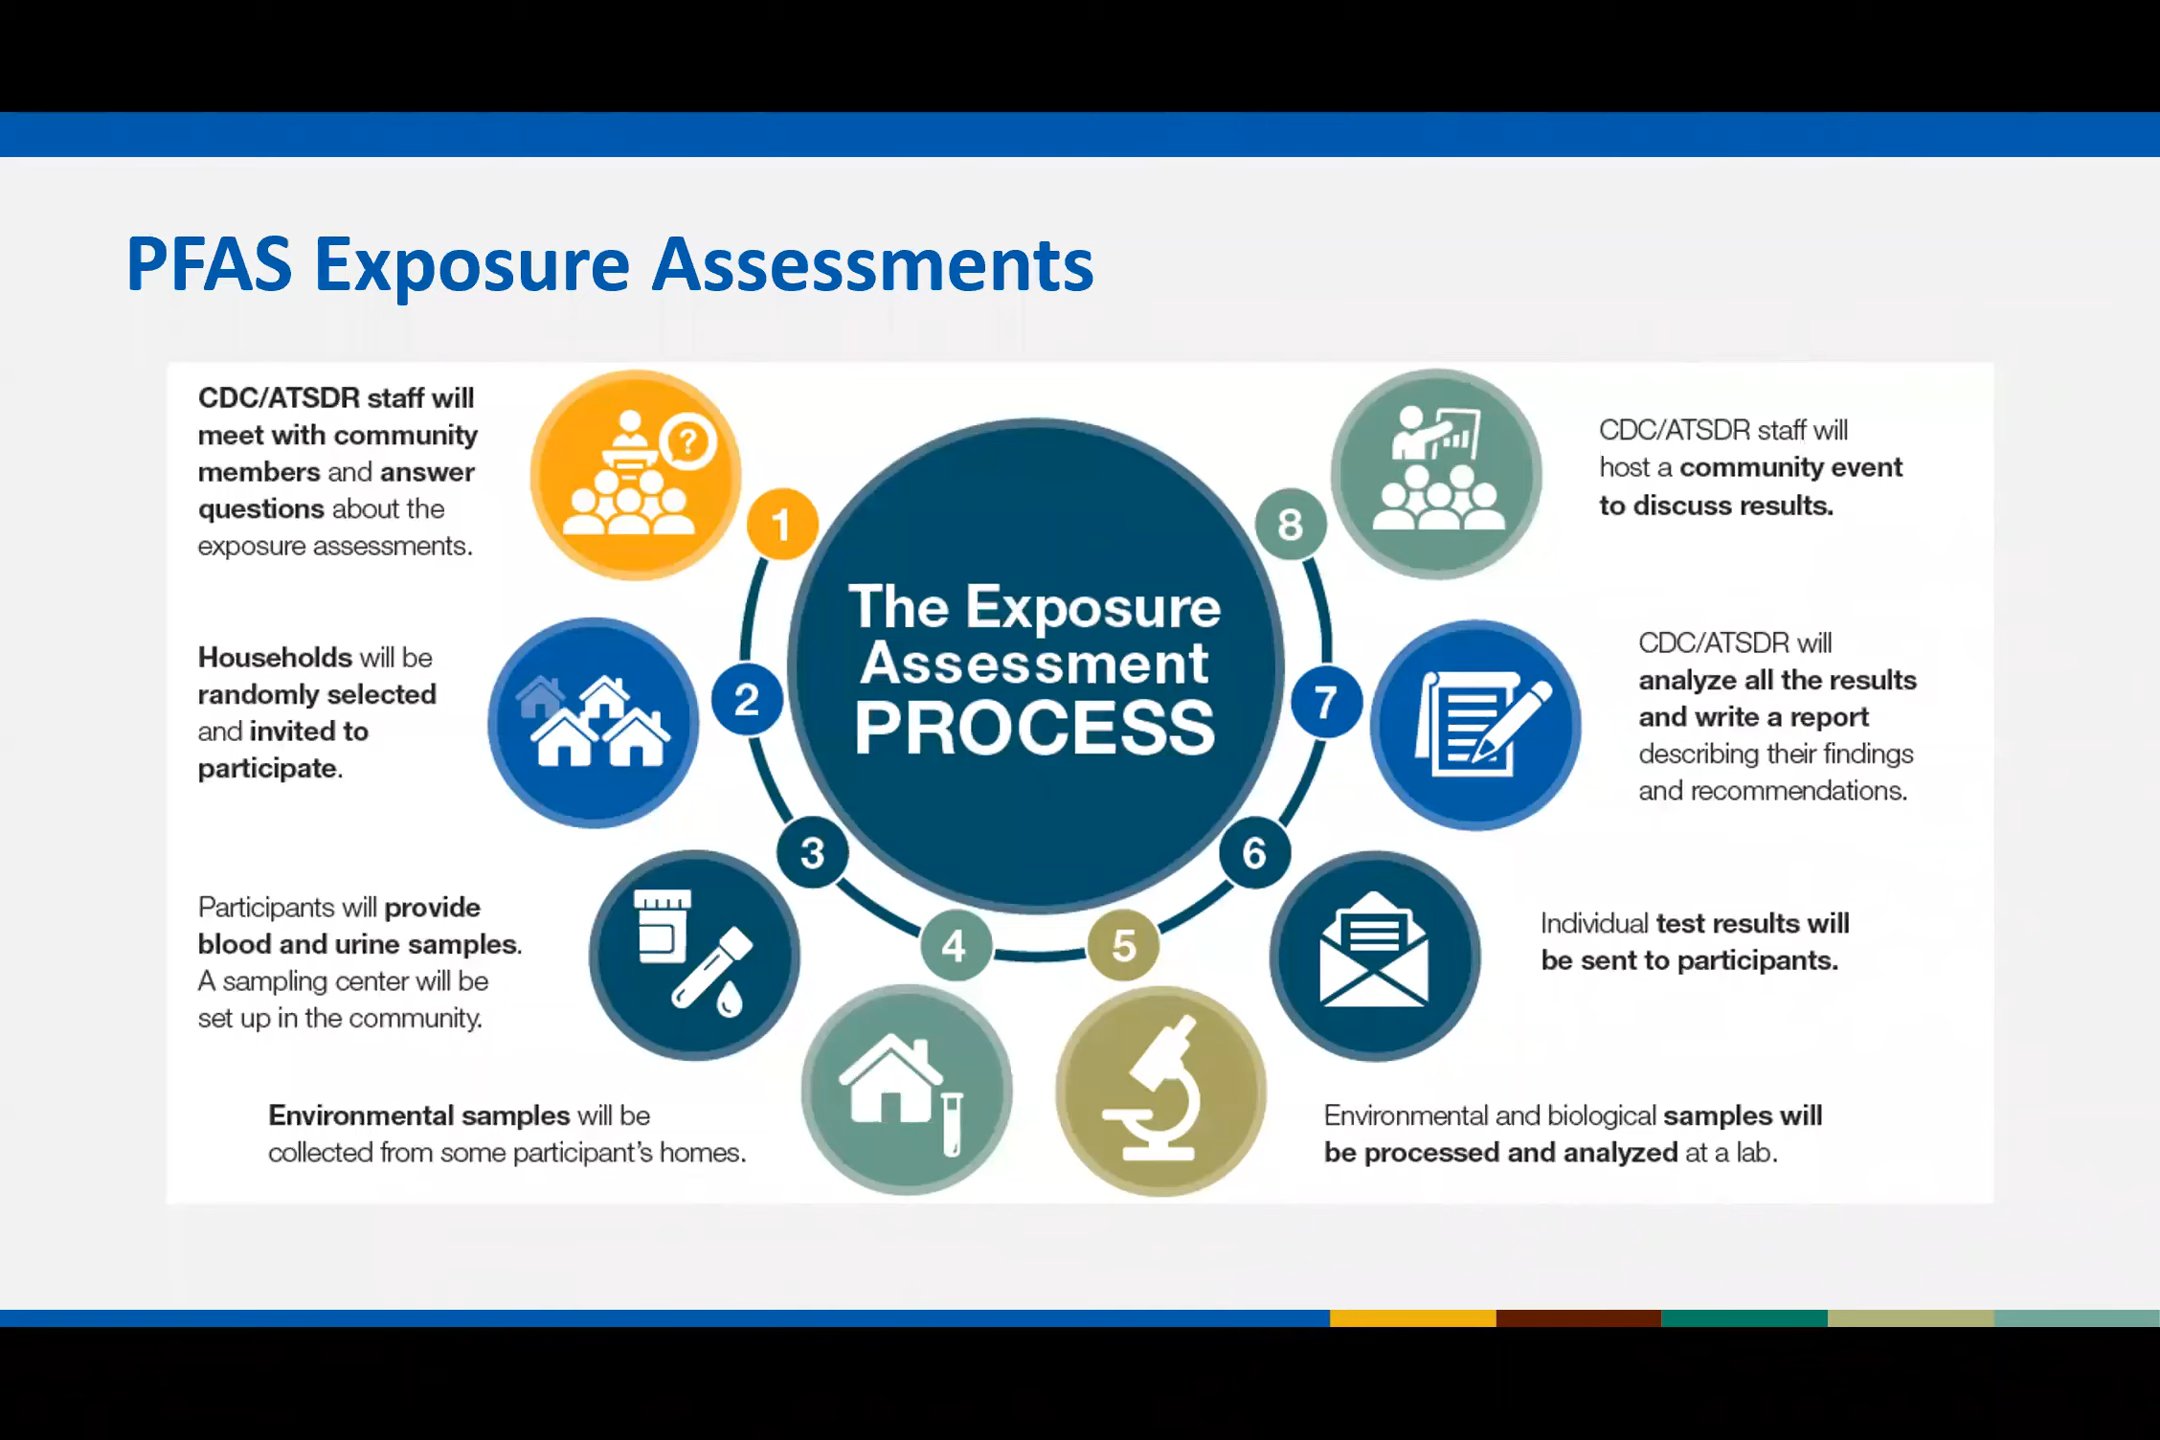 PFAS Exposure Assessments
The Exposure
Assessment
PROCESS
1
CDC/ATSDR staff will
meet with community
members and answer
questions about the
exposure assessments.
?
2
Households will be
randomly selected
and invited to
participate.
3
Participants will provide
blood and urine samples.
A sampling center will be
set up in the community.
4
Environmental samples will be
collected from some participant's homes.
5
Environmental and biological samples will
be processed and analyzed at a lab.
6
Individual test results will
be sent to participants.
7
CDC/ATSDR will
analyze all the results
and write a report
describing their findings
and recommendations.
8
CDC/ATSDR staff will
host a community event
to discuss results.